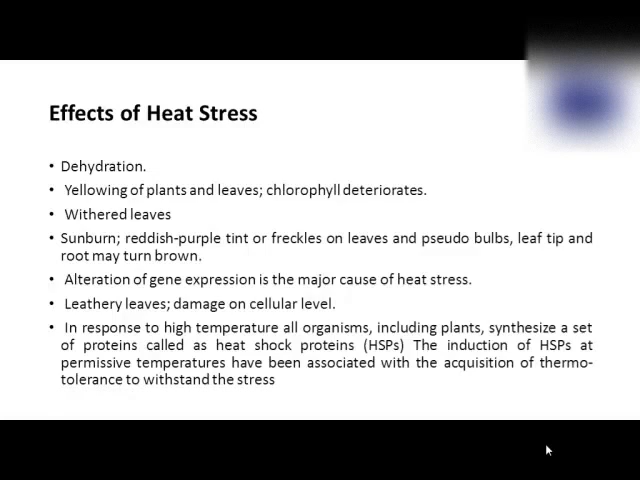 Effects of Heat Stress
• Dehydration.
• Yellowing of plants and leaves; chlorophyll deteriorates.
• Withered leaves
• Sunburn; reddish-purple tint or freckles on leaves and pseudo bulbs, leaf tip and
root may turn brown.
• Alteration of gene expression is the major cause of heat stress.
• Leathery leaves; damage on cellular level.
• In response to high temperature all organisms, including plants, synthesize a set
of proteins called as heat shock proteins (HSPs) The induction of HSPs at
permissive temperatures have been associated with the acquisition of thermo-
tolerance to withstand the stress